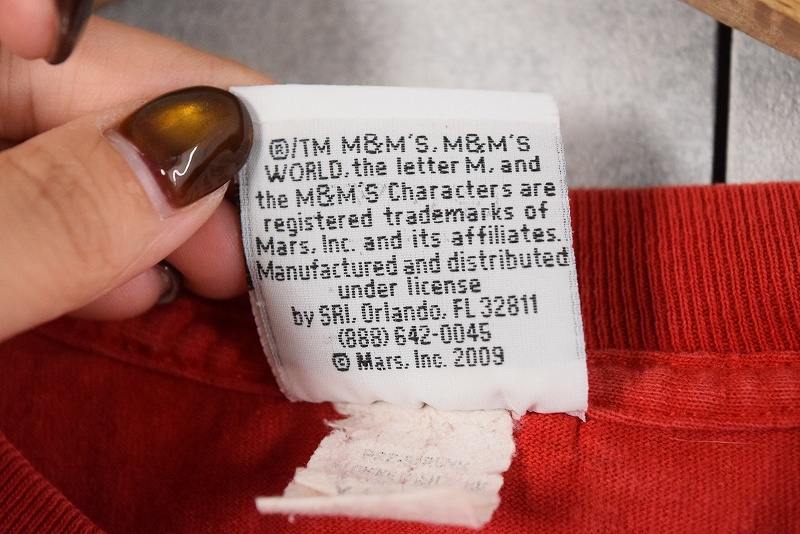 ®/TM M&M'S, M&M'S
WORLD, the letter M, and
the M&M'S Characters are
registered trademarks of
Mars, Inc. and its affiliates.
Manufactured and distributed
under license
by SRI, Orlando, FL 32811
(888) 642-0045
© Mars, Inc. 2009